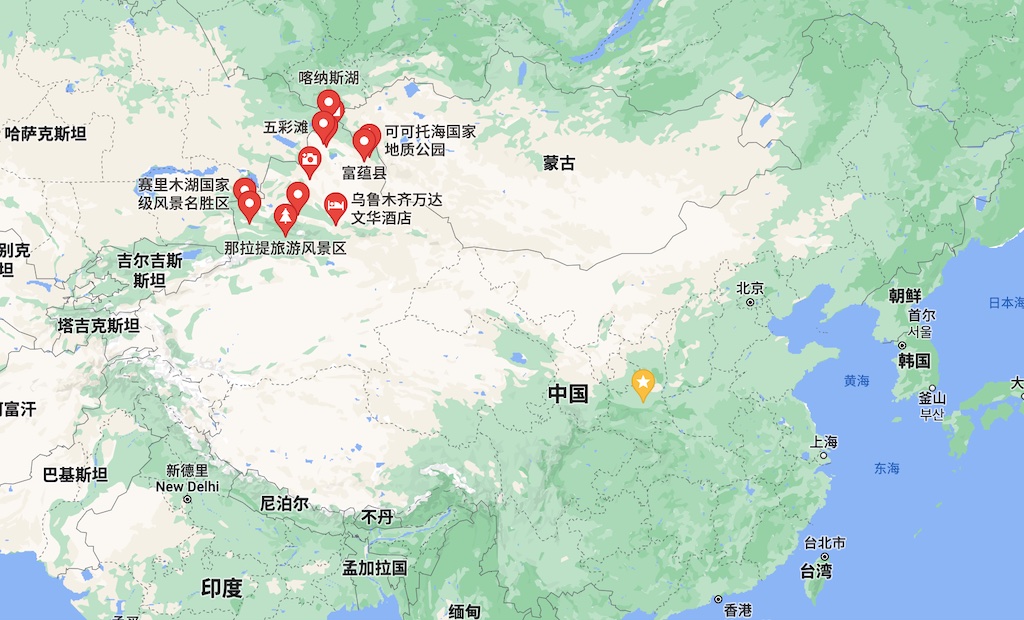 喀纳斯湖
五彩滩
可可托海国家
地质公园
富蕴县
哈萨克斯坦
蒙古
赛里木湖国家
级风景名胜区
乌鲁木齐万达
文华酒店
那拉提旅游风景区
别克
坦
吉尔吉斯
斯坦
塔吉克斯坦
北京
朝鲜
首尔
서울
日本海
韩国
中国
黄海
釜山
부산
大
阿富汗
巴基斯坦
上海
东海
新德里
New Delhi
尼泊尔
不丹
台北市
台湾
孟加拉国
印度
缅甸
香港